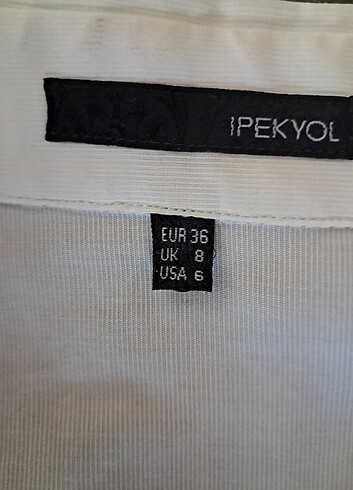 IPEKYOL
EUR 36
UK 8
USA 6